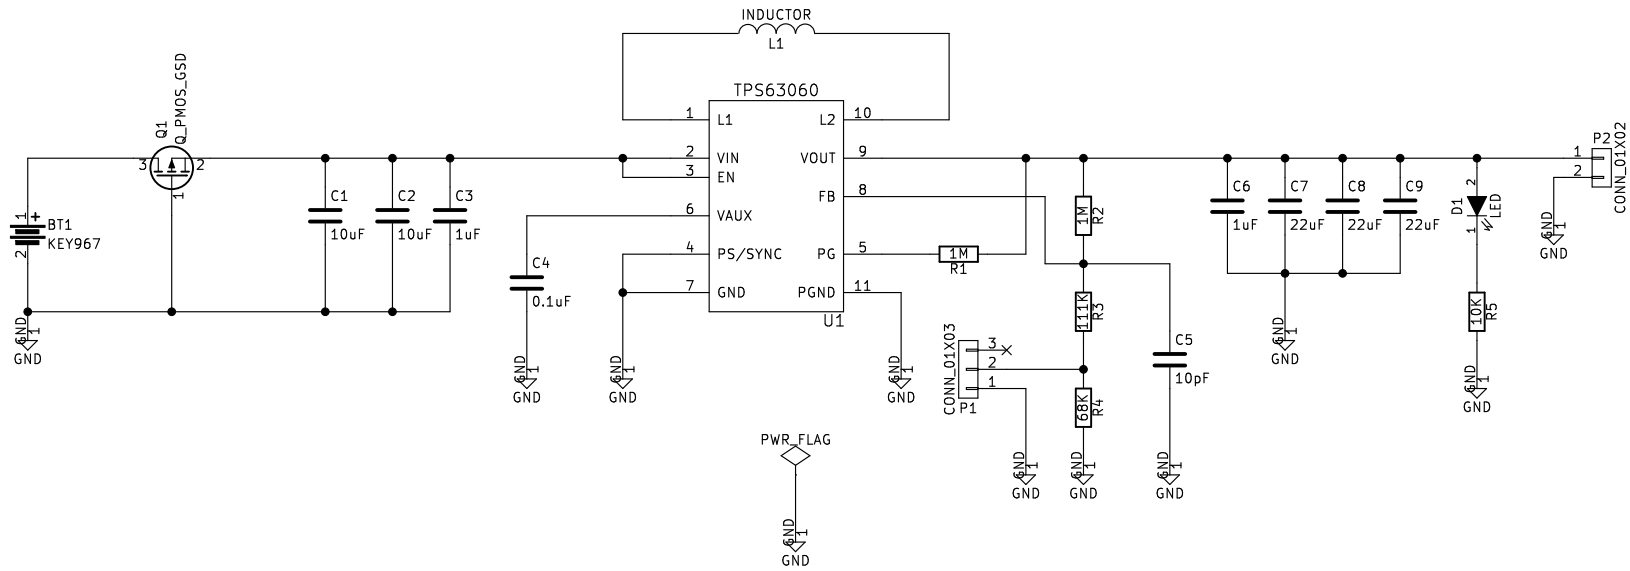 INDUCTOR
L1
Q1
Q_PMOS_GSD
3
2
1
1
+
BT1
KEY967
2
GND
1
GND
C1
10uF
C2
10uF
C3
1uF
C4
0.1uF
GND
1
GND
GND
1
GND
TPS63060
1
L1
L2
10
2
VIN
VOUT
9
3
EN
FB
8
6
VAUX
4
PS/SYNC
PG
5
7
GND
PGND
11
U1
GND
1
GND
1M
R1
1M
R2
111K
R3
68K
R4
CONN_01X03
3
2
1
P1
GND
1
GND
GND
1
GND
C5
10pF
GND
1
GND
PWR_FLAG
GND
1
GND
C6
1uF
C7
22uF
C8
22uF
C9
22uF
GND
1
GND
2
D1
LED
1
10K
R5
GND
1
GND
P2
1
2
CONN_01X02
GND
1
GND